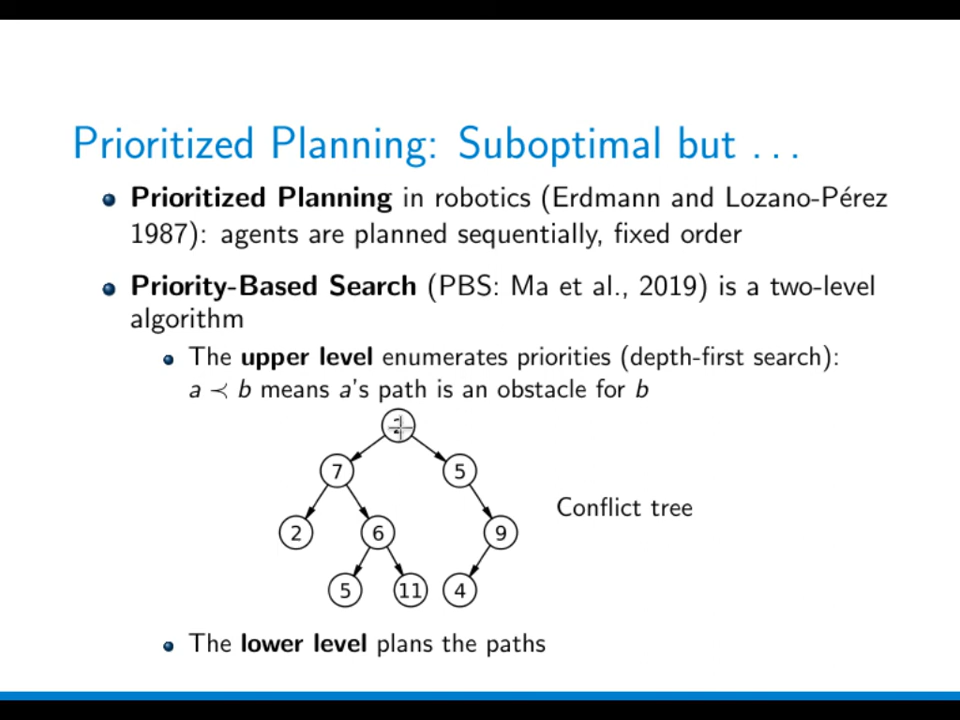 Prioritized Planning: Suboptimal but ...
Prioritized Planning in robotics (Erdmann and Lozano-Pérez
1987): agents are planned sequentially, fixed order
Priority-Based Search (PBS: Ma et al., 2019) is a two-level
algorithm
The upper level enumerates priorities (depth-first search):
a ≺ b means a's path is an obstacle for b
7
5
2
6
9
Conflict tree
5
11
4
The lower level plans the paths